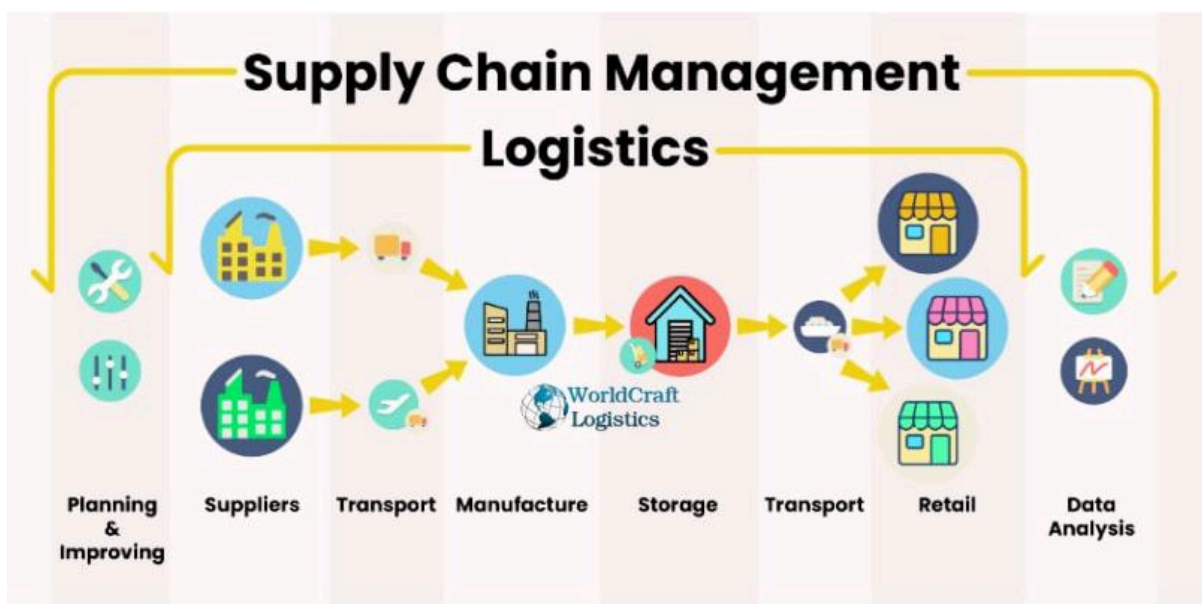 Supply Chain Management
Logistics
WorldCraft
Logistics
Planning
&
Improving
Suppliers
Transport
Manufacture
Storage
Transport
Retail
Data
Analysis